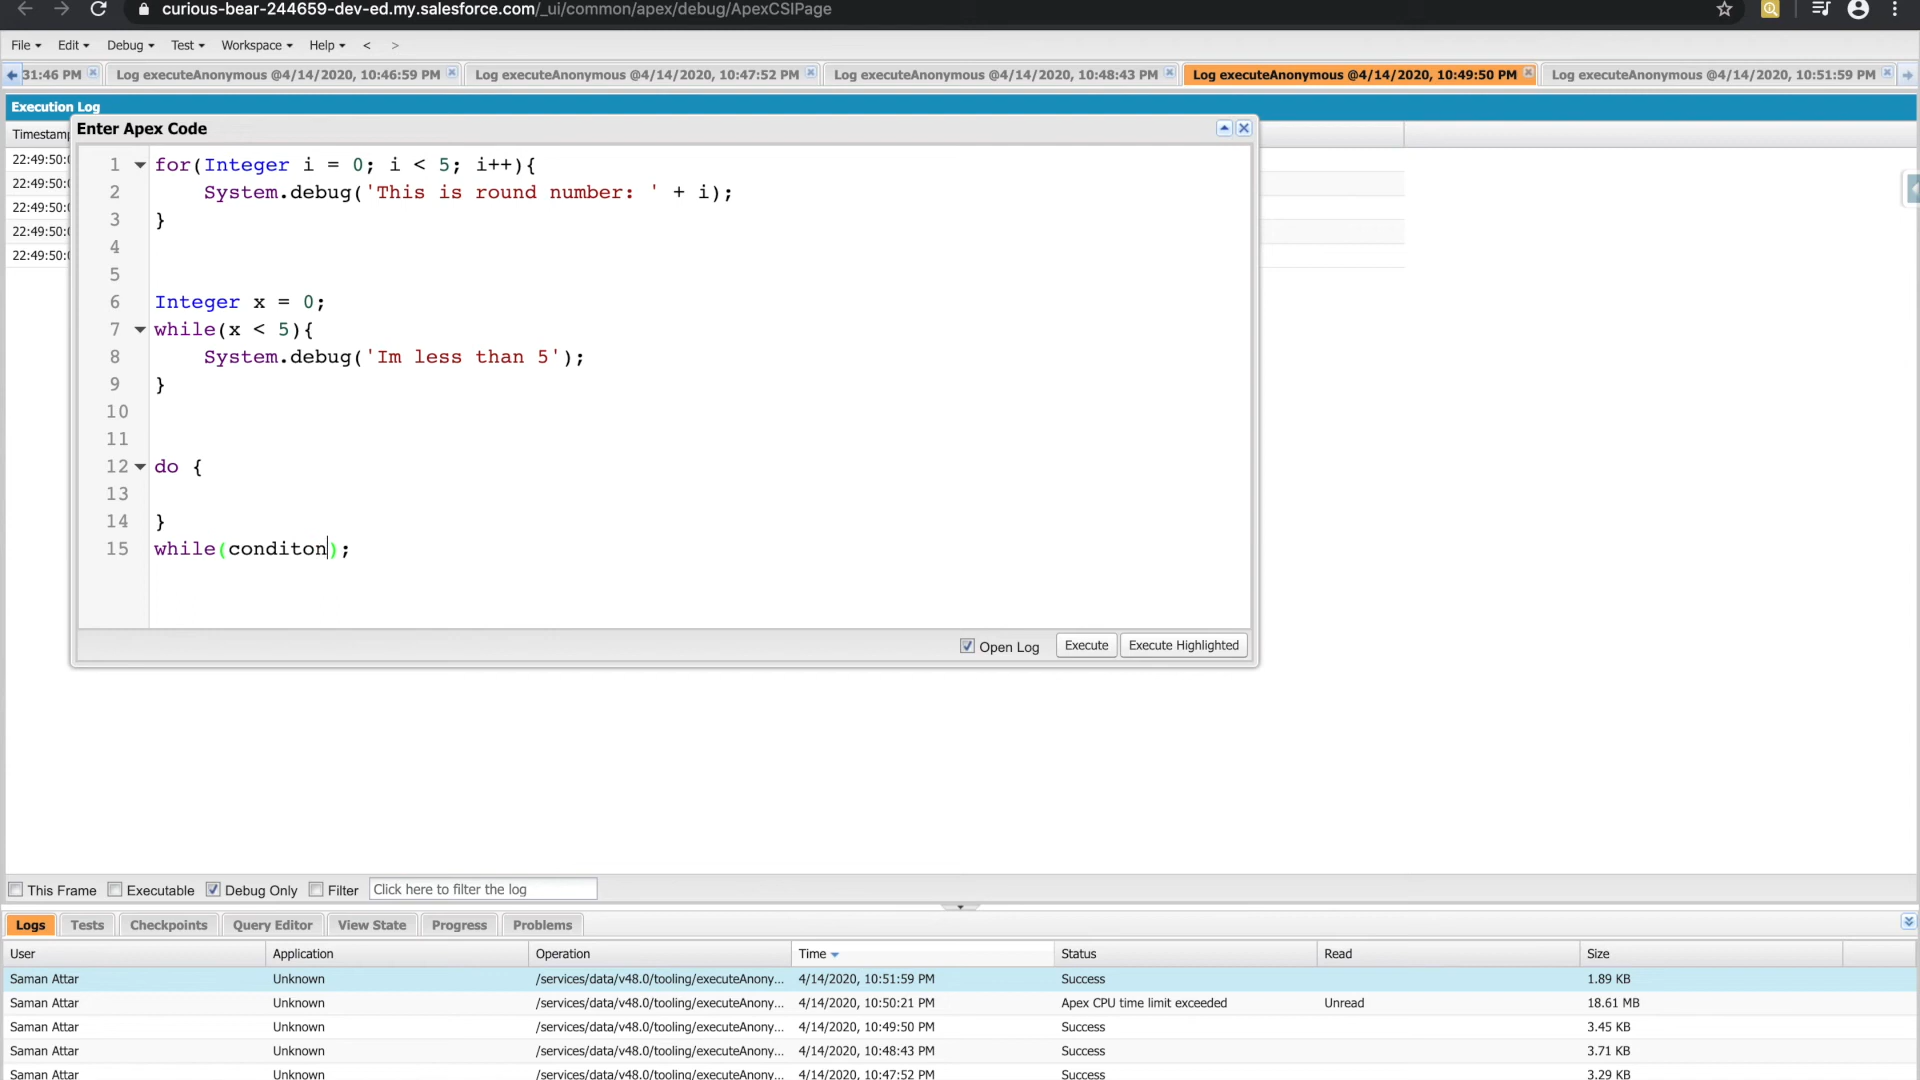 curious-bear-244659-dev-ed.my.salesforce.com/_ui/common/apex/debug/ApexCSIPage
File Edit Debug Test Workspace Help < >
31:46 PM Log executeAnonymous @4/14/2020, 10:46:59 PM Log executeAnonymous @4/14/2020, 10:47:52 PM Log executeAnonymous @4/14/2020, 10:48:43 PM Log executeAnonymous @4/14/2020, 10:49:50 PM Log executeAnonymous @4/14/2020, 10:51:59 PM
Execution Log
Timestamp
22:49:50:0
22:49:50:0
22:49:50:0
22:49:50:0
22:49:50:0
Enter Apex Code
1 for(Integer i = 0; i < 5; i++){
2 System.debug('This is round number: ' + i);
3 }
4
5
6 Integer x = 0;
7 while(x < 5){
8 System.debug('Im less than 5');
9 }
10
11
12 do {
13
14 }
15 while(conditon);
Open Log Execute Execute Highlighted
This Frame Executable Debug Only Filter Click here to filter the log
Logs Tests Checkpoints Query Editor View State Progress Problems
User Application Operation Time Status Read Size
Saman Attar Unknown /services/data/v48.0/tooling/executeAnony... 4/14/2020, 10:51:59 PM Success 1.89 KB
Saman Attar Unknown /services/data/v48.0/tooling/executeAnony... 4/14/2020, 10:50:21 PM Apex CPU time limit exceeded Unread 18.61 MB
Saman Attar Unknown /services/data/v48.0/tooling/executeAnony... 4/14/2020, 10:49:50 PM Success 3.45 KB
Saman Attar Unknown /services/data/v48.0/tooling/executeAnony... 4/14/2020, 10:48:43 PM Success 3.71 KB
Saman Attar Unknown /services/data/v48.0/tooling/executeAnony... 4/14/2020, 10:47:52 PM Success 3.29 KB